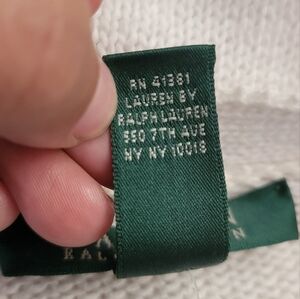 RN 41381
LAUREN BY
RALPH LAUREN
550 7TH AVE
NY NY 10018